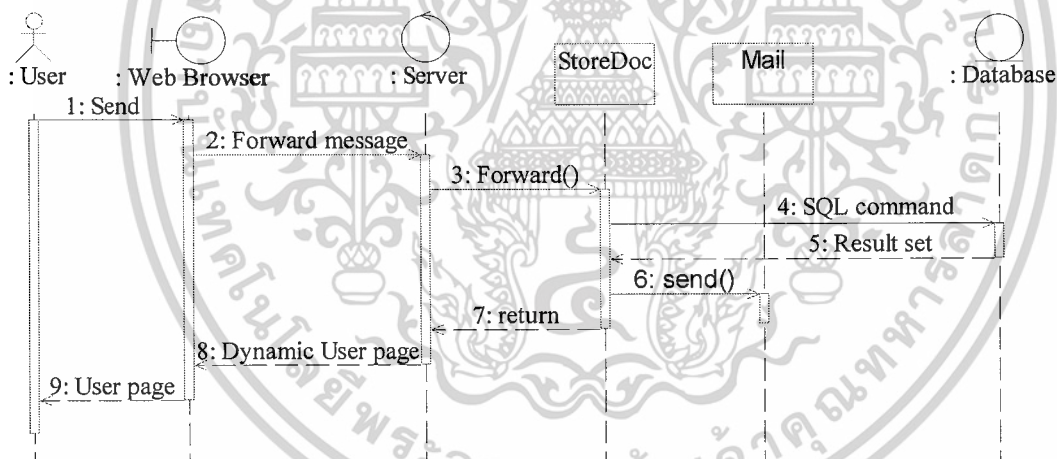 : User
: Web Browser
: Server
StoreDoc
Mail
: Database
1: Send
2: Forward message
3: Forward()
4: SQL command
5: Result set
6: send()
7: return
8: Dynamic User page
9: User page